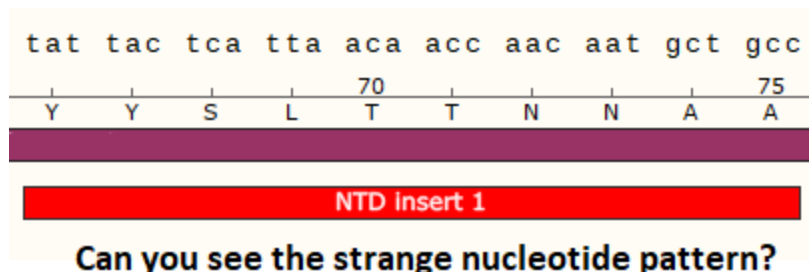 tat tac tca tta aca acc aac aat gct gcc
70 75
Y Y S L T T N N A A
NTD insert 1
Can you see the strange nucleotide pattern?